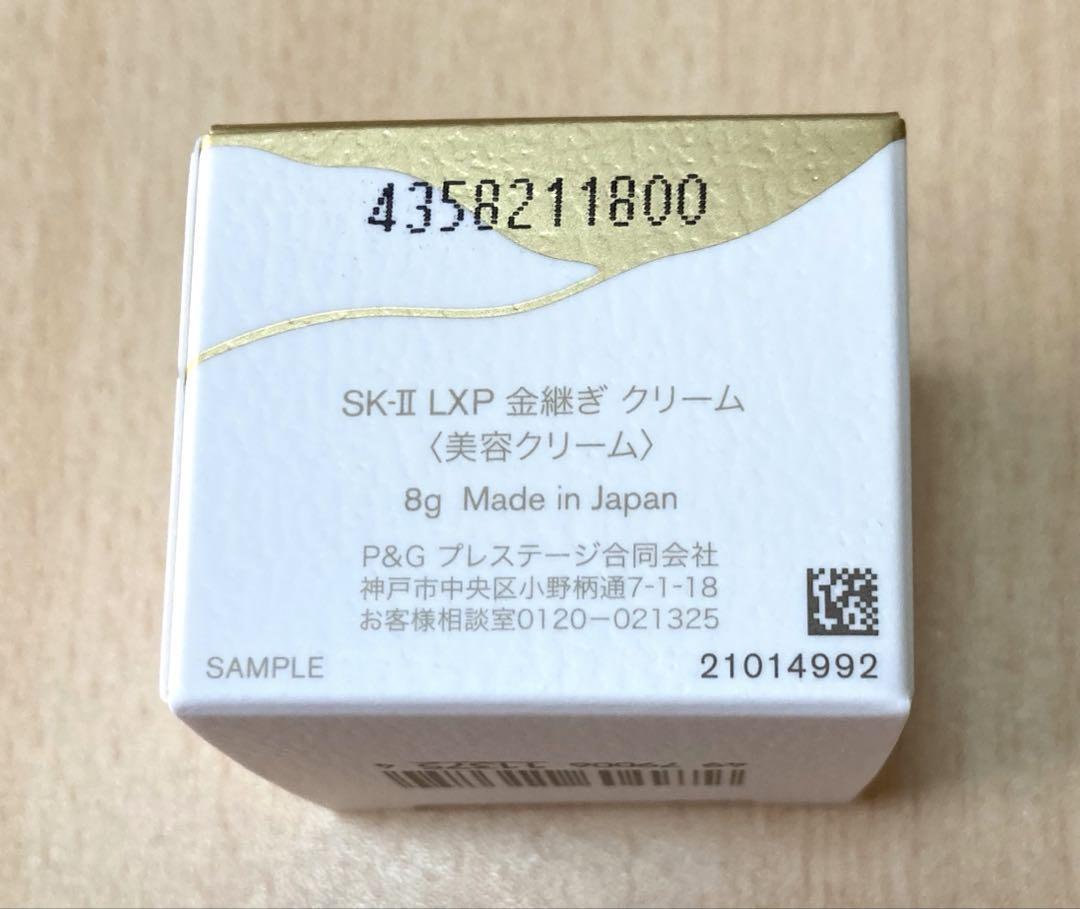 4358211800
SK-Ⅱ LXP 金継ぎ クリーム
〈美容クリーム〉
8g Made in Japan
P&G プレステージ合同会社
神戸市中央区小野柄通7-1-18
お客様相談室0120−021325
SAMPLE
21014992